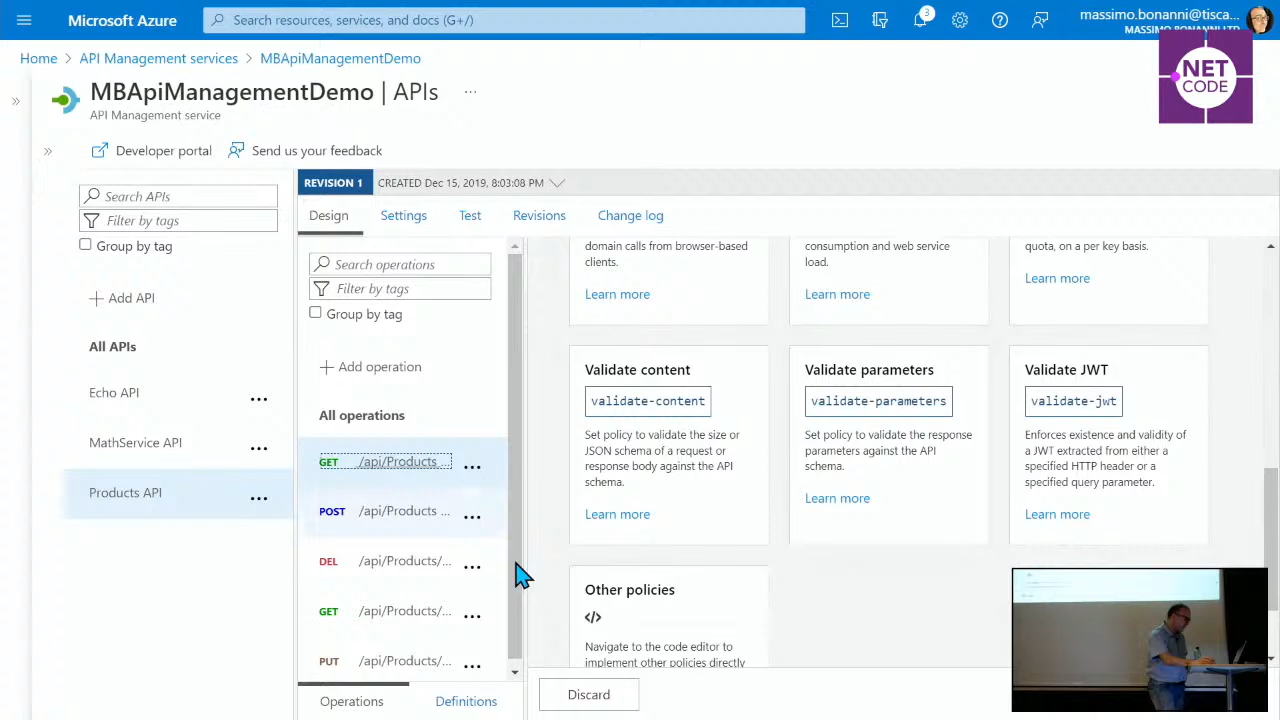 Microsoft Azure
Search resources, services, and docs (G+/)
3
massimo.bonanni@tisca...
MASSIMO BONANNI LTD
NET
CODE
Home
API Management services
MBApiManagementDemo
MBApiManagementDemo | APIs
...
API Management service
Developer portal
Send us your feedback
Search APIs
Filter by tags
Group by tag
Add API
All APIs
Echo API
...
MathService API
...
Products API
...
REVISION 1
CREATED Dec 15, 2019, 8:03:08 PM
Design
Settings
Test
Revisions
Change log
Search operations
Filter by tags
Group by tag
Add operation
All operations
GET /api/Products ...
...
POST /api/Products ...
...
DEL /api/Products/...
...
GET /api/Products/...
...
PUT /api/Products/...
...
Operations
Definitions
domain calls from browser-based
clients.
Learn more
consumption and web service
load.
Learn more
quota, on a per key basis.
Learn more
Validate content
validate-content
Set policy to validate the size or
JSON schema of a request or
response body against the API
schema.
Learn more
Validate parameters
validate-parameters
Set policy to validate the response
parameters against the API
schema.
Learn more
Validate JWT
validate-jwt
Enforces existence and validity of
a JWT extracted from either a
specified HTTP header or a
specified query parameter.
Learn more
Other policies
</>
Navigate to the code editor to
implement other policies directly
Discard